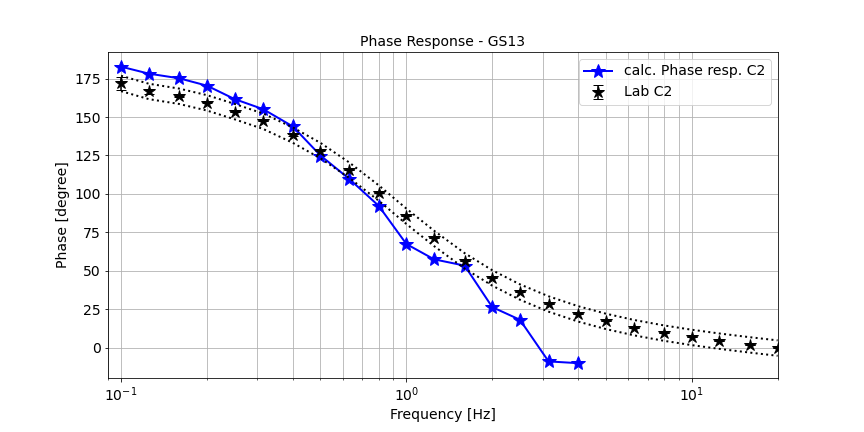 Phase Response - GS13
calc. Phase resp. C2
Lab C2
Phase [degree]
175
150
125
100
75
50
25
0
10⁻¹
10⁰
10¹
Frequency [Hz]